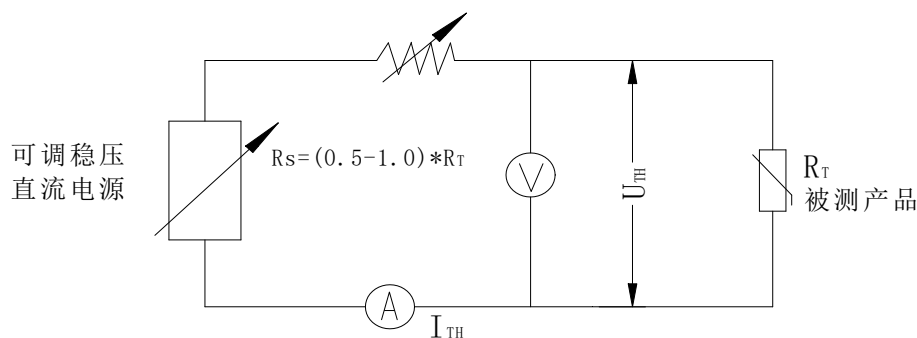 可调稳压
直流电源
Rs=(0.5-1.0)*RT
V
UTH
RT
被测产品
A
ITH